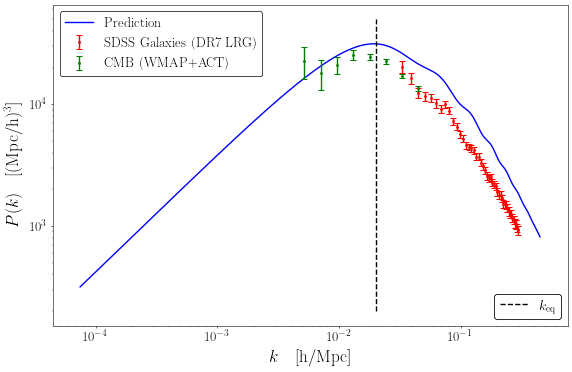 Prediction
SDSS Galaxies (DR7 LRG)
CMB (WMAP+ACT)
P(k) [(Mpc/h)³]
10⁴
10³
k_eq
10⁻⁴ 10⁻³ 10⁻² 10⁻¹
k [h/Mpc]